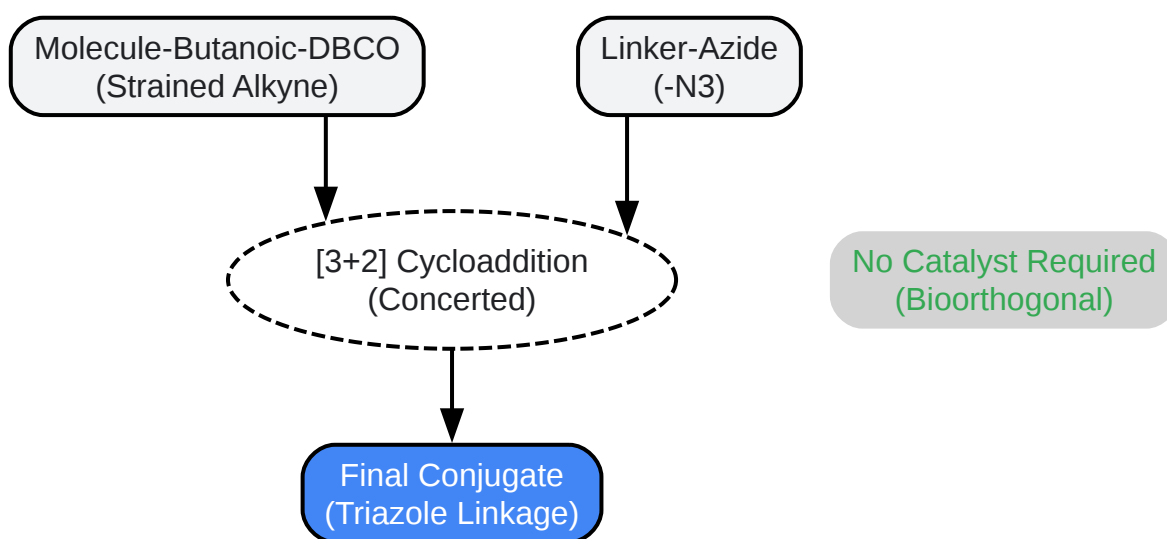 Molecule-Butanoic-DBCO
(Strained Alkyne)
Linker-Azide
(-N3)
[3+2] Cycloaddition
(Concerted)
No Catalyst Required
(Bioorthogonal)
Final Conjugate
(Triazole Linkage)